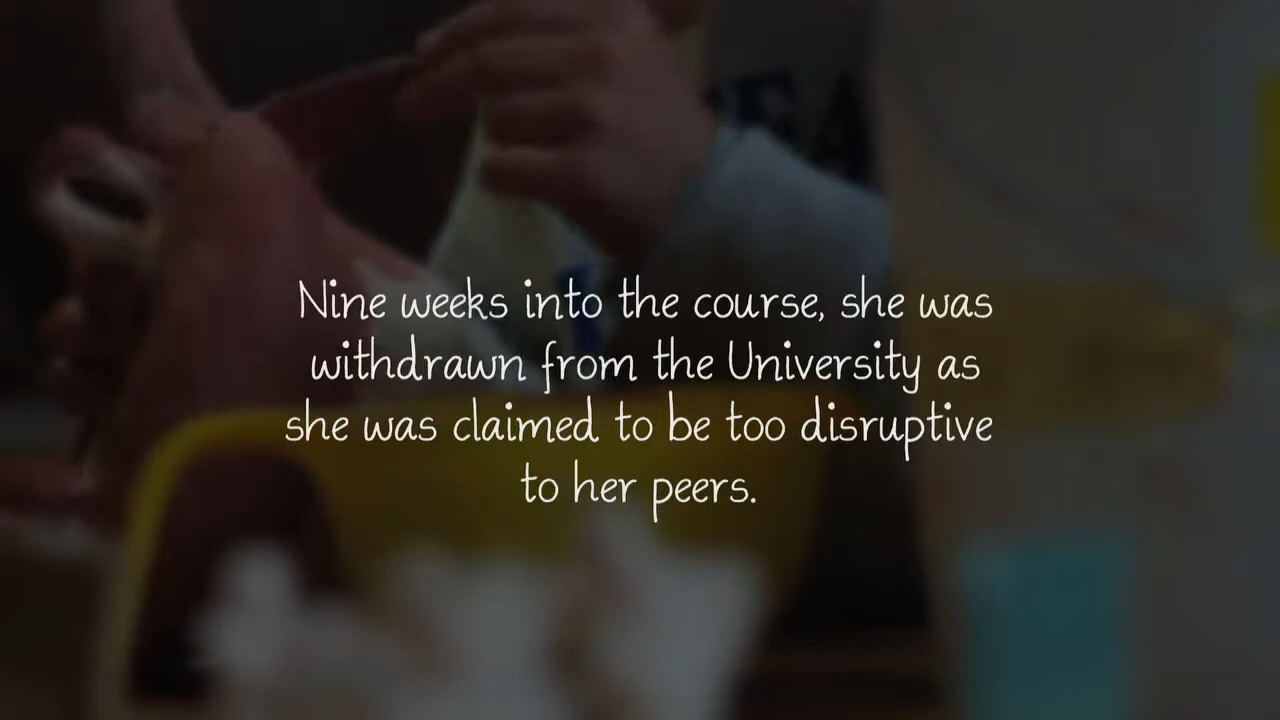 Nine weeks into the course, she was
withdrawn from the University as
she was claimed to be too disruptive
to her peers.